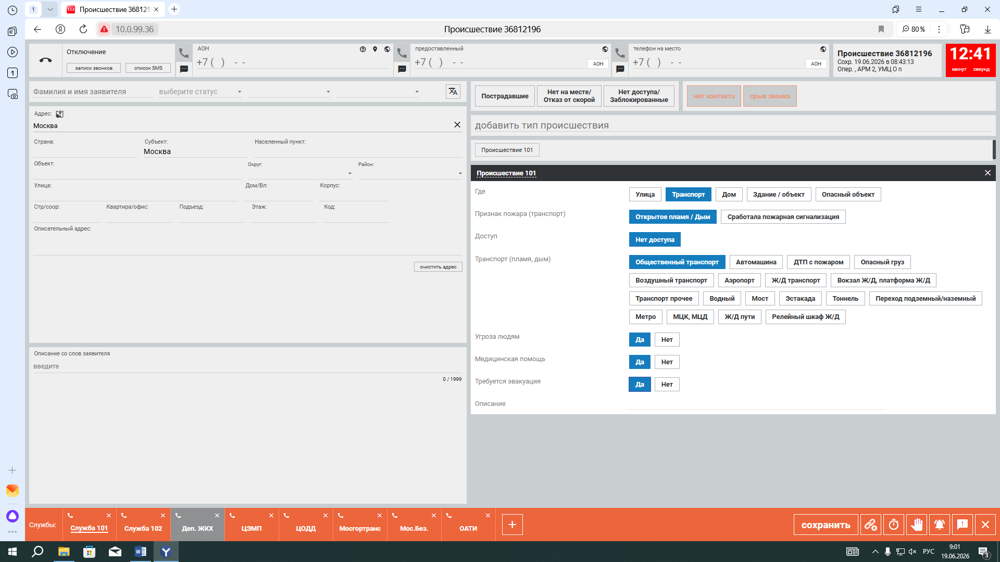 1
Происшествие 368121
10.0.99.36
Происшествие 36812196
80%
1
Отключение
записи звонков
список SMS
АОН
+7 ( ) - -
предоставленный
+7 ( ) - -
АОН
телефон на место
+7 ( ) - -
АОН
Происшествие 36812196
Сохр. 19.06.2026 в 08:43:13
Опер. , АРМ 2, УМЦ О п
12:41
минут секунд
Фамилия и имя заявителя
выберите статус
Пострадавшие
Нет на месте/
Отказ от скорой
Нет доступа/
Заблокированные
нет контакта
срыв звонка
Адрес:
Москва
Страна:
Субъект:
Москва
Населенный пункт:
Объект:
Округ:
Район:
Улица:
Дом/Вл:
Корпус:
Стр/соор:
Квартира/офис:
Подъезд:
Этаж:
Код:
Описательный адрес:
очистить адрес
Описание со слов заявителя
введите
0 / 1999
добавить тип происшествия
Происшествие 101
Происшествие 101
Где
Улица Транспорт Дом Здание / объект Опасный объект
Признак пожара (транспорт)
Открытое пламя / Дым Сработала пожарная сигнализация
Доступ
Нет доступа
Транспорт (пламя, дым)
Общественный транспорт Автомашина ДТП с пожаром Опасный груз
Воздушный транспорт Аэропорт Ж/Д транспорт Вокзал Ж/Д, платформа Ж/Д
Транспорт прочее Водный Мост Эстакада Тоннель Переход подземный/наземный
Метро МЦК, МЦД Ж/Д пути Релейный шкаф Ж/Д
Угроза людям
Да Нет
Медицинская помощь
Да Нет
Требуется эвакуация
Да Нет
Описание
Службы:
Служба 101
Служба 102
Деп. ЖКХ
ЦЭМП
ЦОДД
Мосгортранс
Мос.Без.
ОАТИ
сохранить
РУС
9:01
19.06.2026
3